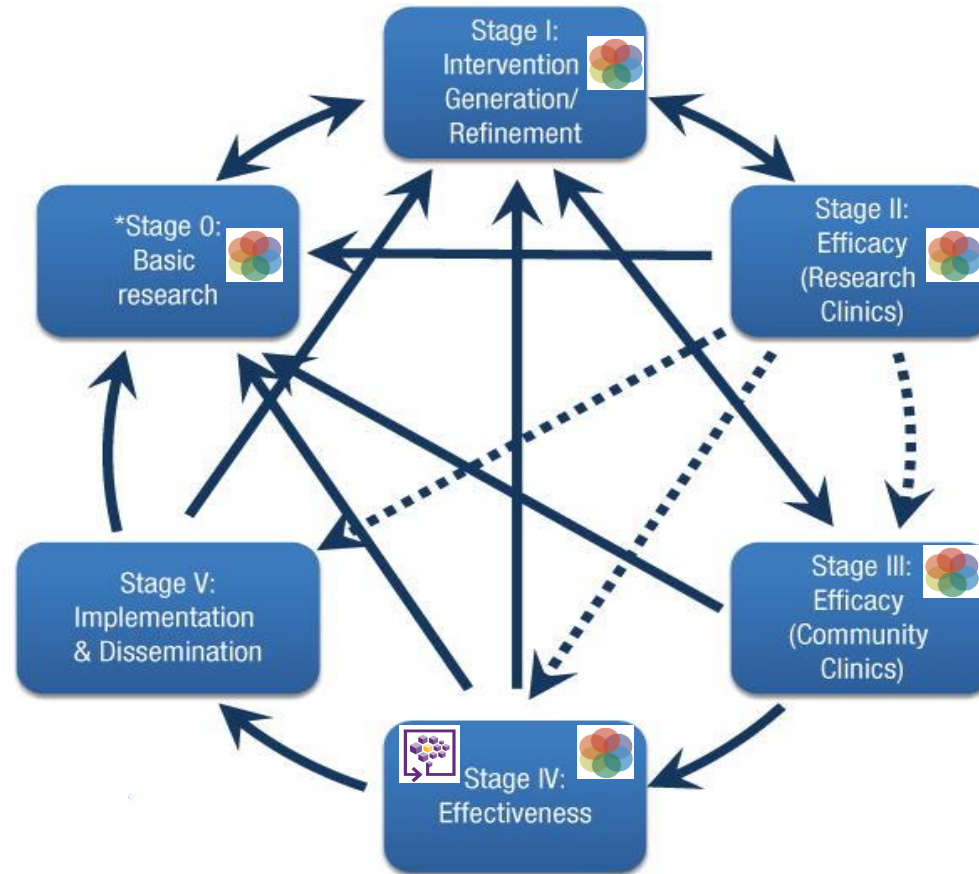 Stage I:
Intervention
Generation/
Refinement
*Stage 0:
Basic
research
Stage II:
Efficacy
(Research
Clinics)
Stage V:
Implementation
& Dissemination
Stage III:
Efficacy
(Community
Clinics)
Stage IV:
Effectiveness